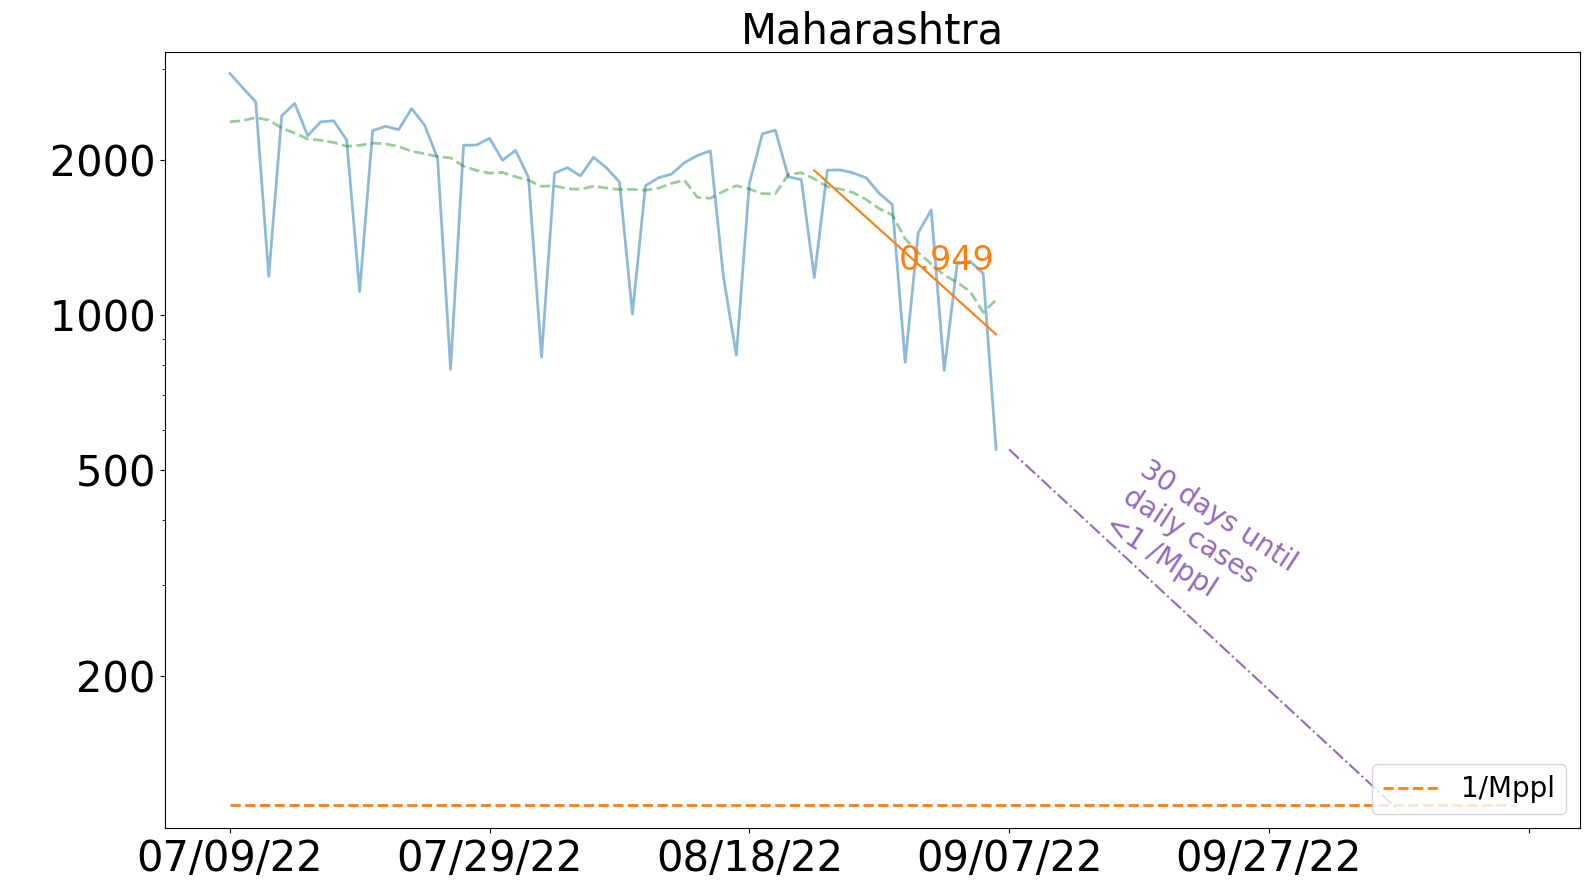 Maharashtra
2000
1000
500
200
0.949
30 days until
daily cases
<1 /Mppl
1/Mppl
07/09/22
07/29/22
08/18/22
09/07/22
09/27/22